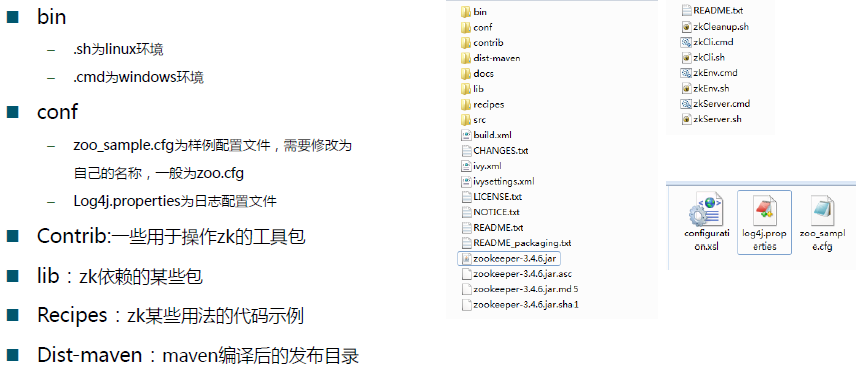 bin
– .sh为linux环境
– .cmd为windows环境
conf
– zoo_sample.cfg为样例配置文件，需要修改为
自己的名称，一般为zoo.cfg
– Log4j.properties为日志配置文件
Contrib:一些用于操作zk的工具包
lib：zk依赖的某些包
Recipes：zk某些用法的代码示例
Dist-maven：maven编译后的发布目录
bin
conf
contrib
dist-maven
docs
lib
recipes
src
build.xml
CHANGES.txt
ivy.xml
ivysettings.xml
LICENSE.txt
NOTICE.txt
README.txt
README_packaging.txt
zookeeper-3.4.6.jar
zookeeper-3.4.6.jar.asc
zookeeper-3.4.6.jar.md5
zookeeper-3.4.6.jar.sha1
README.txt
zkCleanup.sh
zkCli.cmd
zkCli.sh
zkEnv.cmd
zkEnv.sh
zkServer.cmd
zkServer.sh
configurati
on.xsl
log4j.prop
erties
zoo_sampl
e.cfg